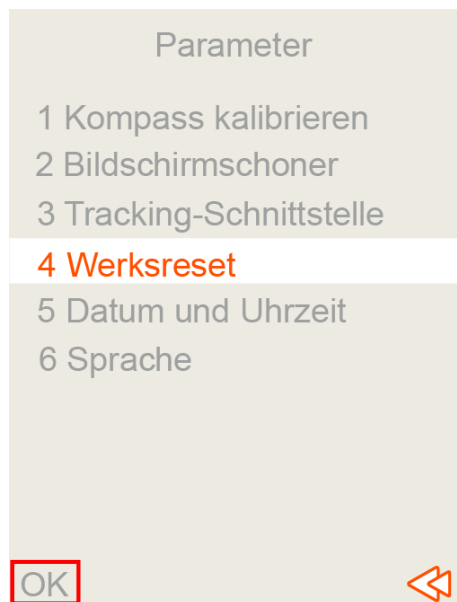 Parameter
1 Kompass kalibrieren
2 Bildschirmschoner
3 Tracking-Schnittstelle
4 Werksreset
5 Datum und Uhrzeit
6 Sprache
OK